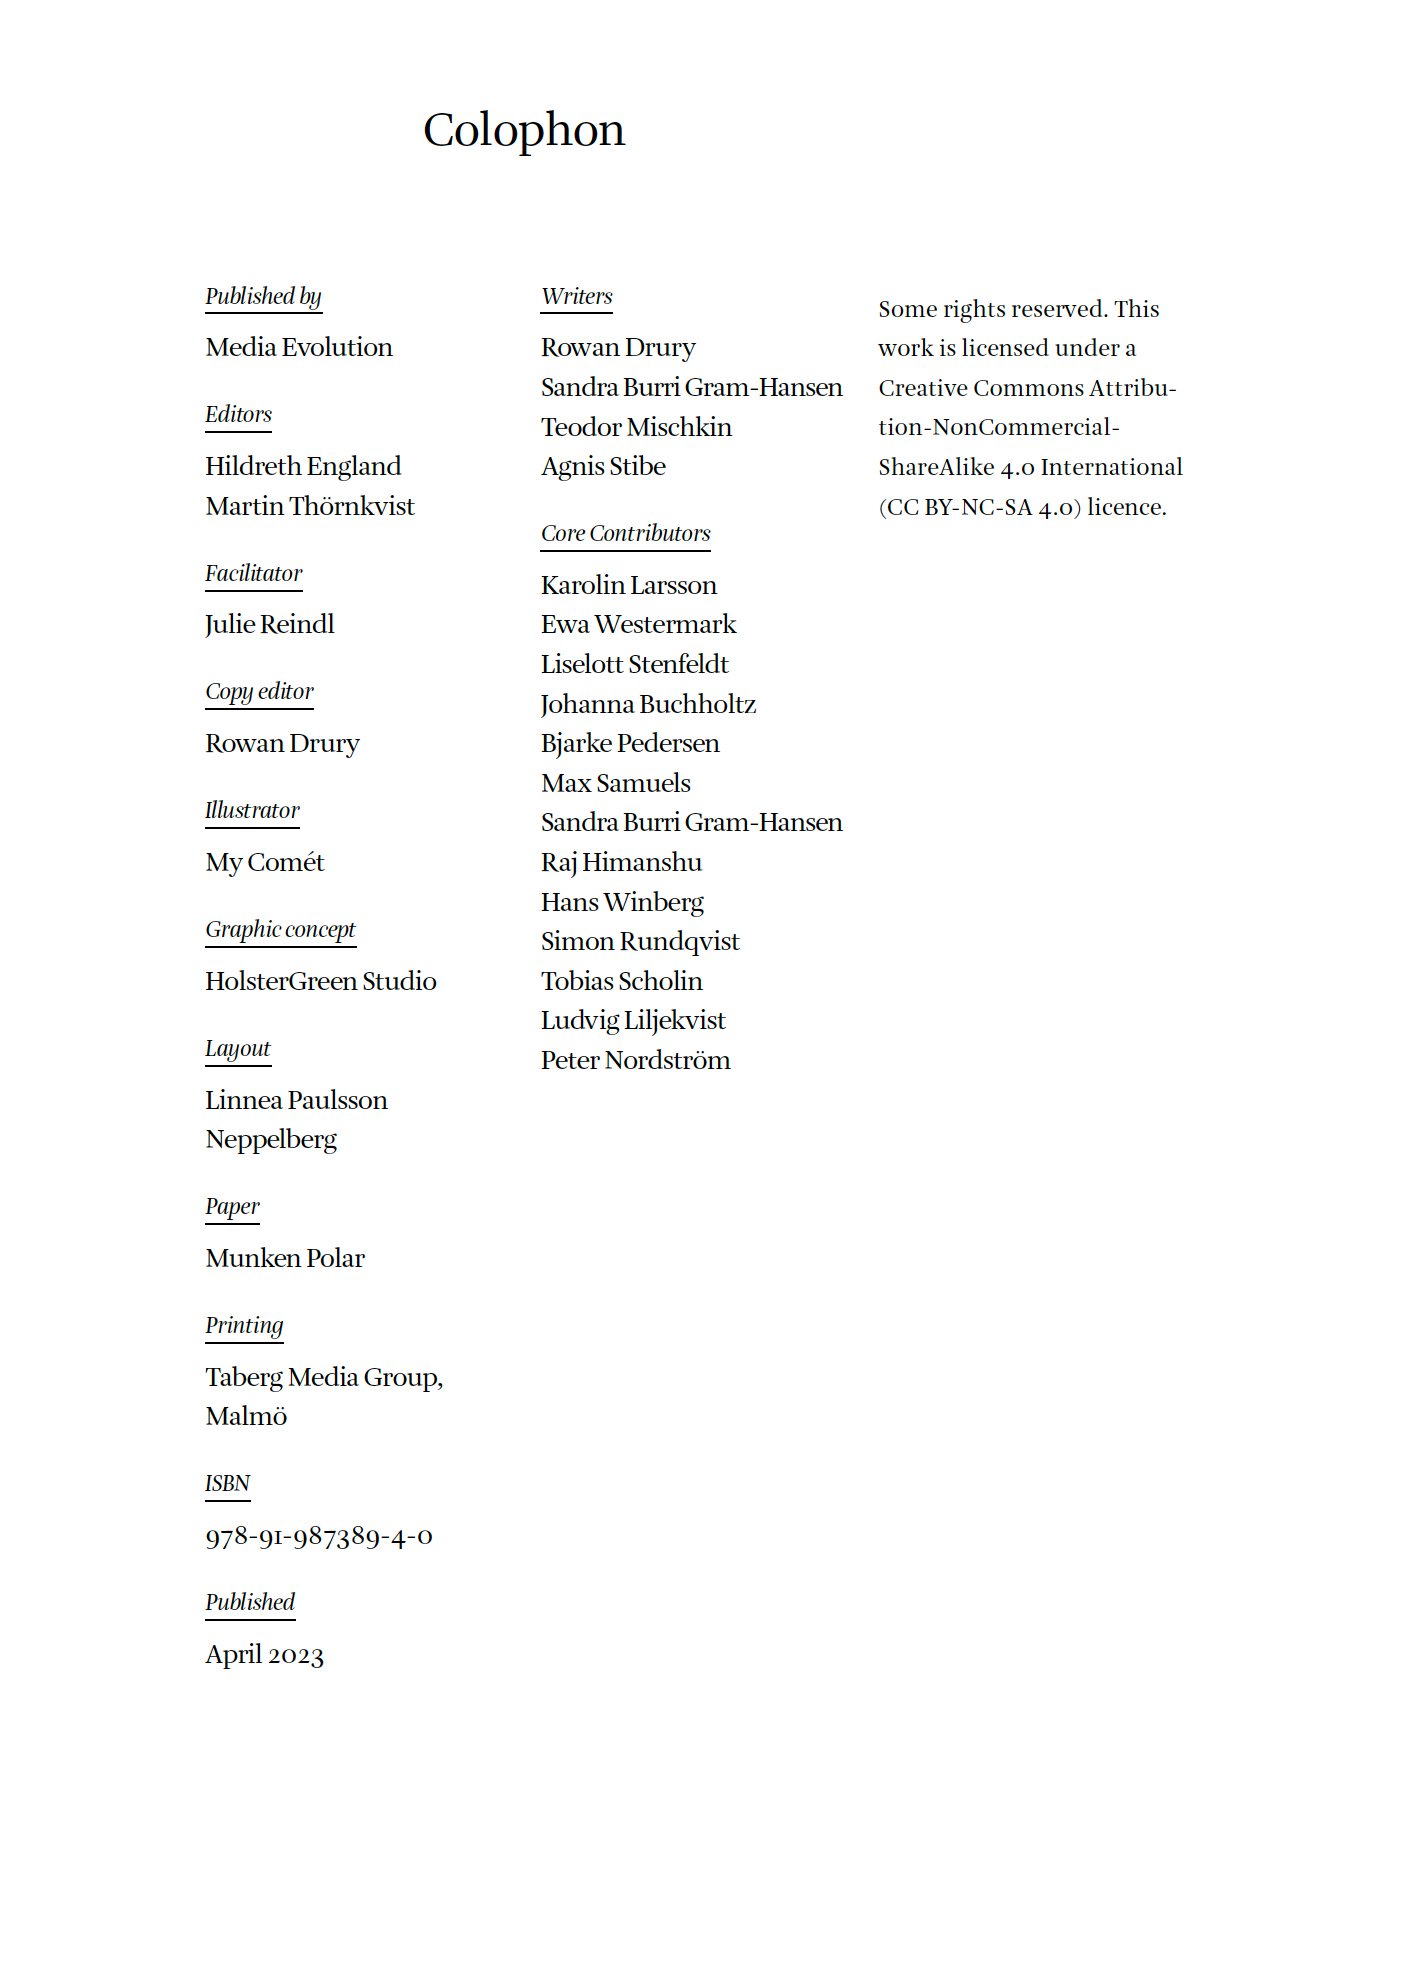 Colophon
Published by
Media Evolution
Editors
Hildreth England
Martin Thörnkvist
Facilitator
Julie Reindl
Copy editor
Rowan Drury
Illustrator
My Comét
Graphic concept
HolsterGreen Studio
Layout
Linnea Paulsson
Neppelberg
Paper
Munken Polar
Printing
Taberg Media Group,
Malmö
ISBN
978-91-987389-4-0
Published
April 2023
Writers
Rowan Drury
Sandra Burri Gram-Hansen
Teodor Mischkin
Agnis Stibe
Core Contributors
Karolin Larsson
Ewa Westermark
Liselott Stenfeldt
Johanna Buchholtz
Bjarke Pedersen
Max Samuels
Sandra Burri Gram-Hansen
Raj Himanshu
Hans Winberg
Simon Rundqvist
Tobias Scholin
Ludvig Liljekvist
Peter Nordström
Some rights reserved. This
work is licensed under a
Creative Commons Attribu-
tion-NonCommercial-
ShareAlike 4.0 International
(CC BY-NC-SA 4.0) licence.